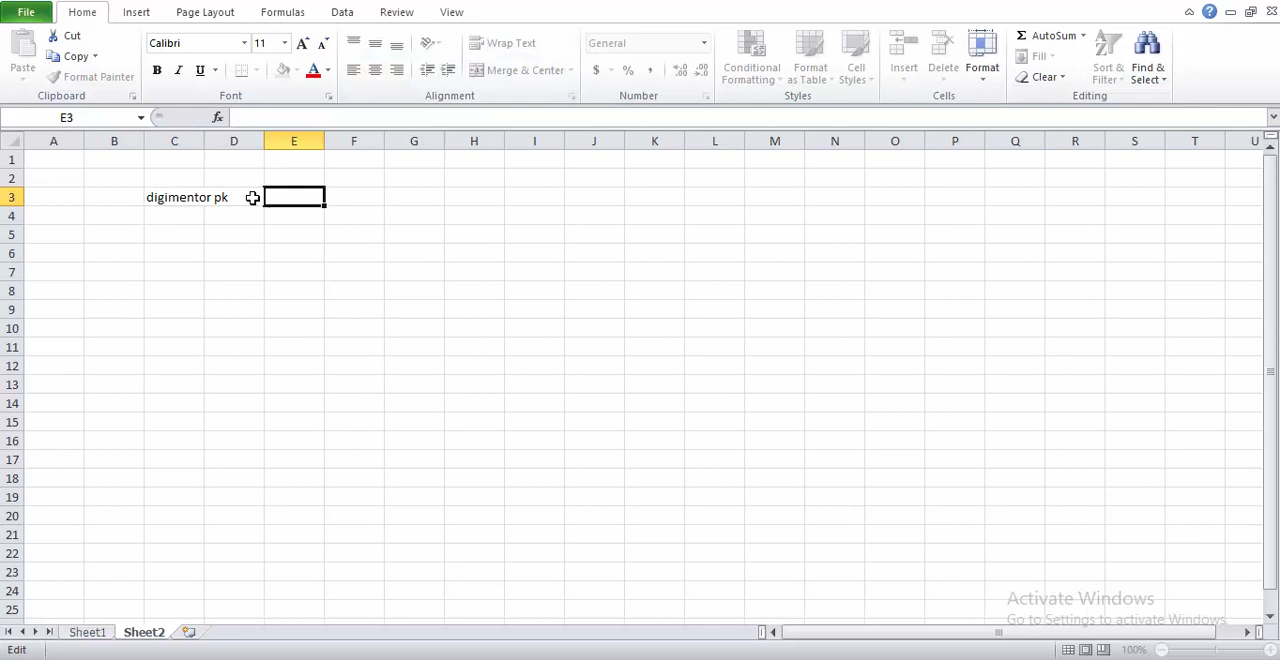 File Home Insert Page Layout Formulas Data Review View
Cut
Copy
Format Painter
Paste
Clipboard
Calibri 11
B I U
Font
Wrap Text
Merge & Center
Alignment
General
$ % ,
Number
Conditional Formatting
Format as Table
Cell Styles
Styles
Insert Delete Format
Cells
AutoSum
Fill
Clear
Sort & Filter
Find & Select
Editing
E3 fx
A B C D E F G H I J K L M N O P Q R S T U
1
2
3 digimentor pk
4
5
6
7
8
9
10
11
12
13
14
15
16
17
18
19
20
21
22
23
24
25
Activate Windows
Go to Settings to activate Windows.
Sheet1 Sheet2
Edit 100%